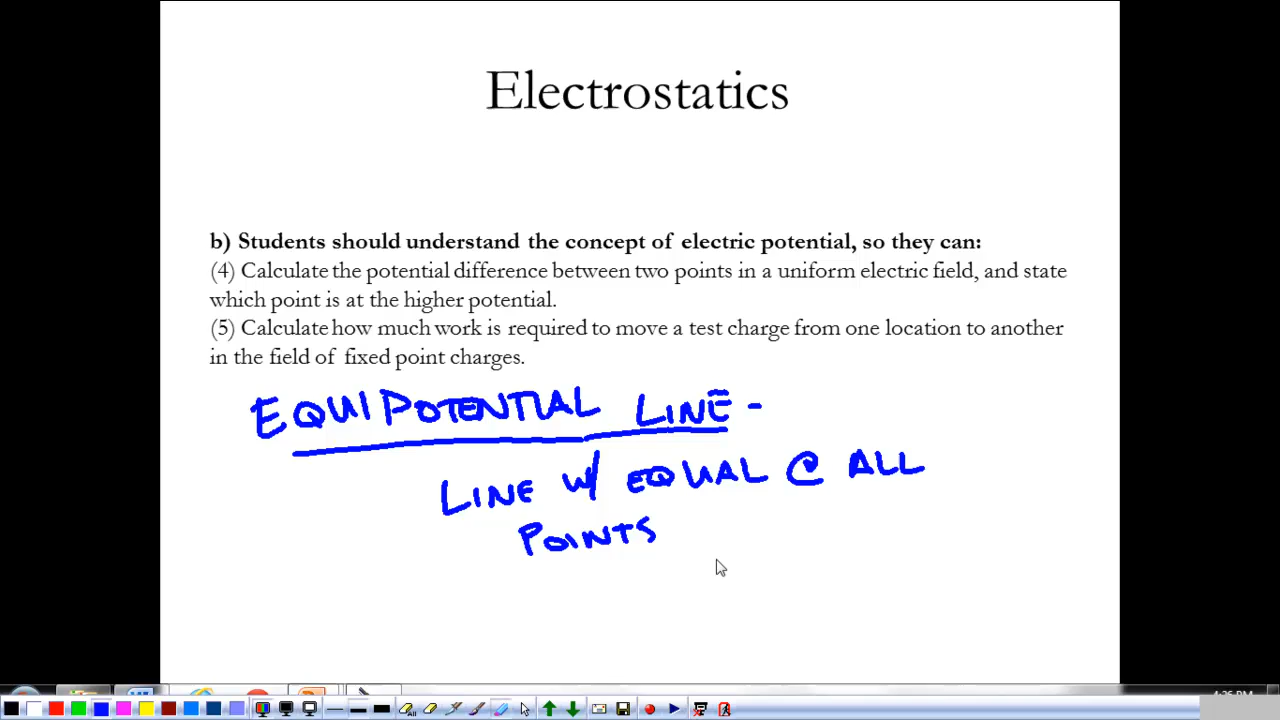 Electrostatics
b) Students should understand the concept of electric potential, so they can:
(4) Calculate the potential difference between two points in a uniform electric field, and state
which point is at the higher potential.
(5) Calculate how much work is required to move a test charge from one location to another
in the field of fixed point charges.
EQUIPOTENTIAL LINE -
LINE W/ EQUAL @ ALL
POINTS